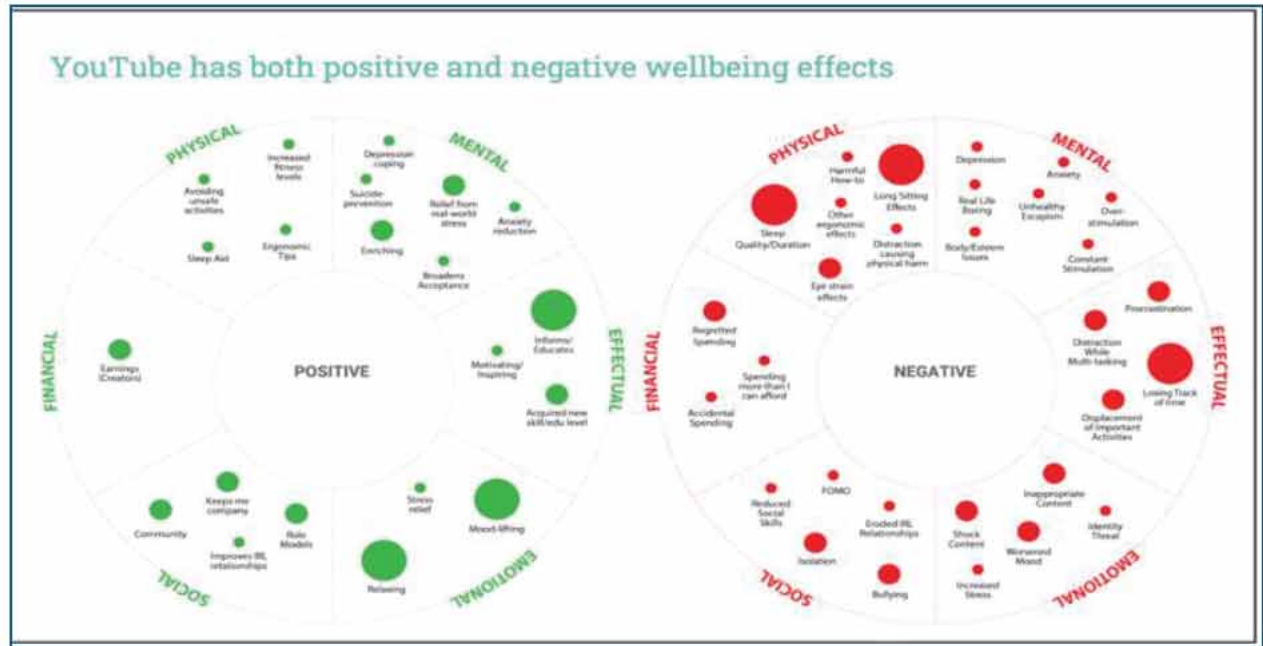 YouTube has both positive and negative wellbeing effects
PHYSICAL
MENTAL
EFFECTUAL
EMOTIONAL
SOCIAL
FINANCIAL
POSITIVE
Increased
fitness
levels
Avoiding
unsafe
activities
Sleep Aid
Ergonomic
Tips
Depression
coping
Suicide
prevention
Relief from
real-world
stress
Anxiety
reduction
Enriching
Broadens
Acceptance
Informs/
Educates
Motivating/
Inspiring
Acquired new
skill/edu level
Stress
relief
Mood-lifting
Relaxing
Keeps me
company
Community
Role
Models
Improves IRL
relationships
Earnings
(Creators)
PHYSICAL
MENTAL
EFFECTUAL
EMOTIONAL
SOCIAL
FINANCIAL
NEGATIVE
Harmful
How-to
Long Sitting
Effects
Sleep
Quality/Duration
Other
ergonomic
effects
Distraction
causing
physical harm
Eye strain
effects
Depression
Anxiety
Real Life
Boring
Unhealthy
Escapism
Over-
stimulation
Body/Esteem
Issues
Constant
Stimulation
Procrastination
Distraction
While
Multi-tasking
Losing Track
of time
Displacement
of Important
Activities
Inappropriate
Content
Identity
Threat
Shock
Content
Worsened
Mood
Increased
Stress
FOMO
Reduced
Social
Skills
Eroded IRL
Relationships
Isolation
Bullying
Regretted
Spending
Spending
more than I
can afford
Accidental
Spending